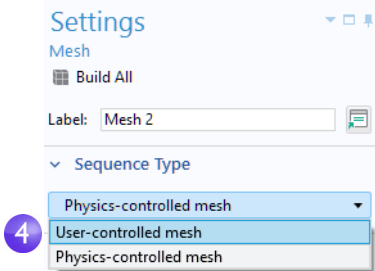 Settings
Mesh
Build All
Label: Mesh 2
Sequence Type
Physics-controlled mesh
4
User-controlled mesh
Physics-controlled mesh